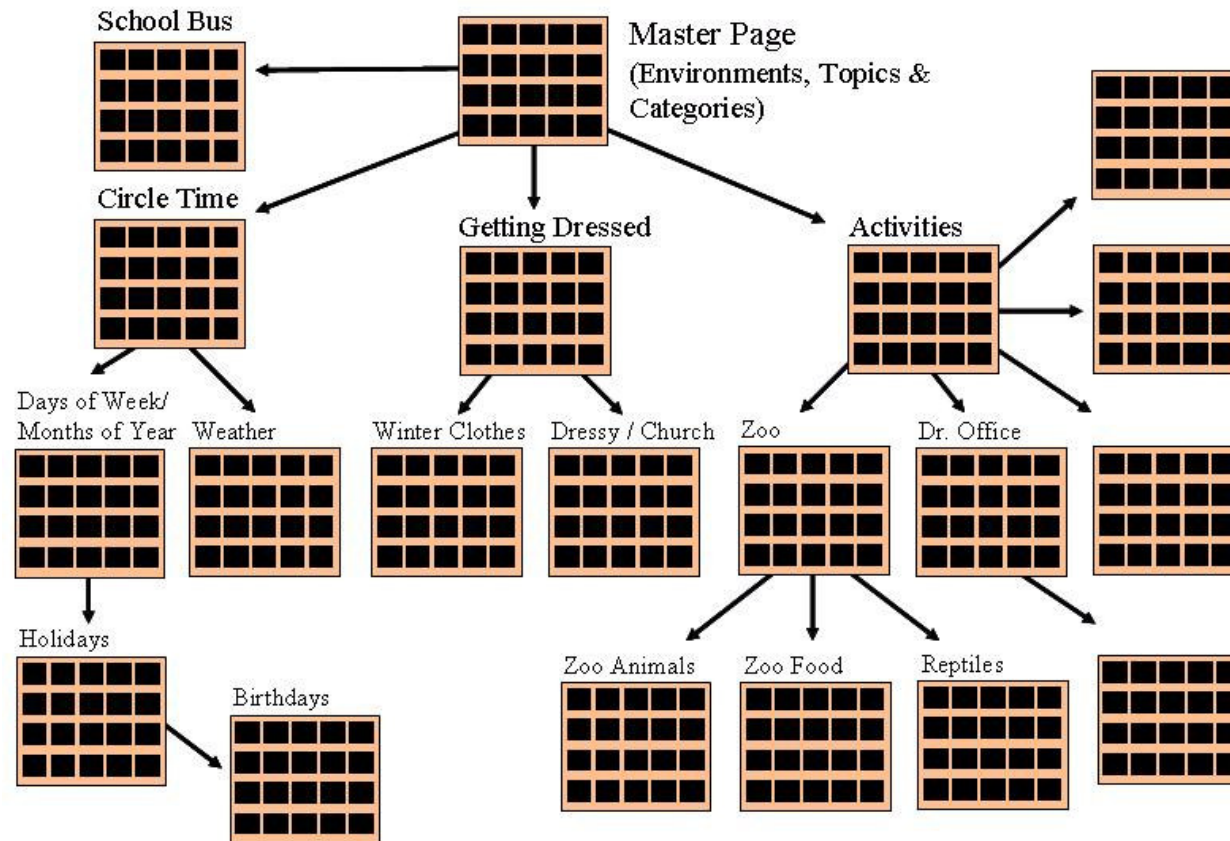 School Bus
Master Page
(Environments, Topics &
Categories)
Circle Time
Getting Dressed
Activities
Days of Week/
Months of Year
Weather
Winter Clothes
Dressy / Church
Zoo
Dr. Office
Holidays
Birthdays
Zoo Animals
Zoo Food
Reptiles